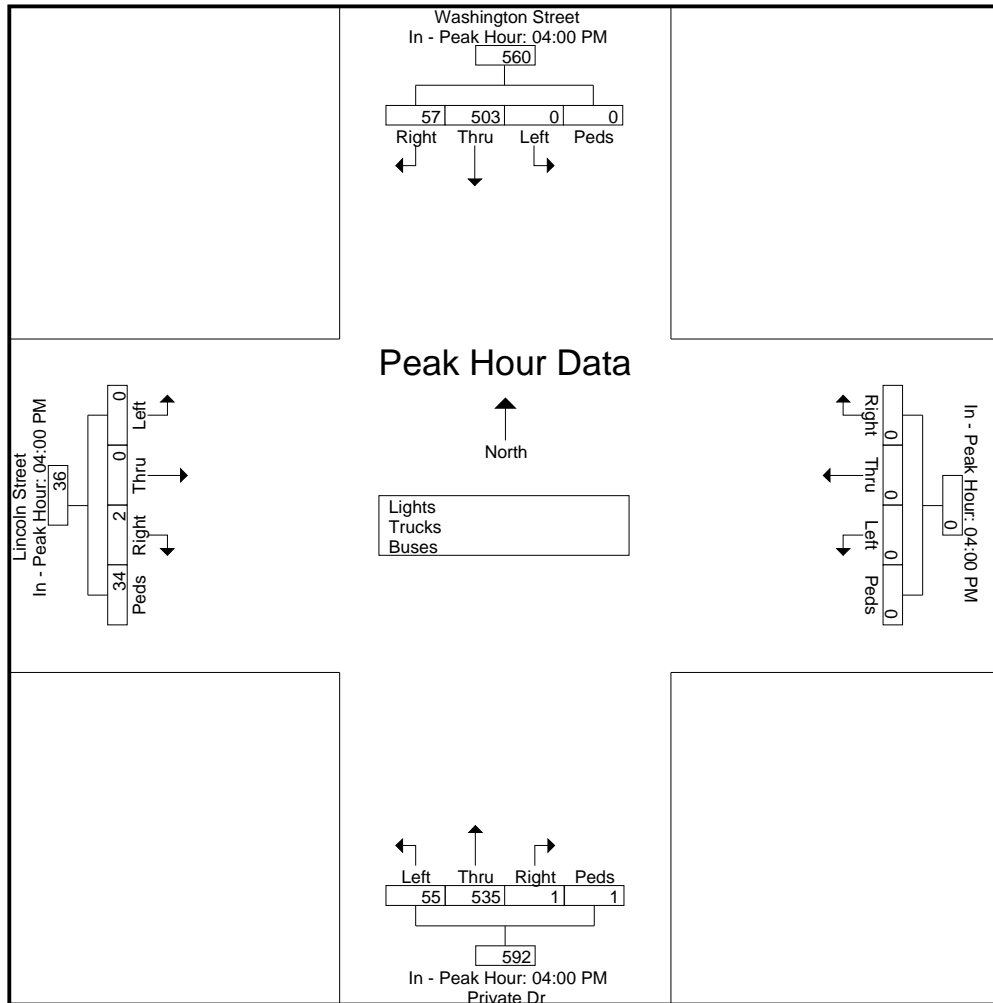 Washington Street
In - Peak Hour: 04:00 PM
560
57 503 0 0
Right Thru Left Peds
Peak Hour Data
North
Lights
Trucks
Buses
Lincoln Street
In - Peak Hour: 04:00 PM
36
0 0 2 34
Left Thru Right Peds
In - Peak Hour: 04:00 PM
0
0 0 0 0
Right Thru Left Peds
Left Thru Right Peds
55 535 1 1
592
In - Peak Hour: 04:00 PM
Private Dr